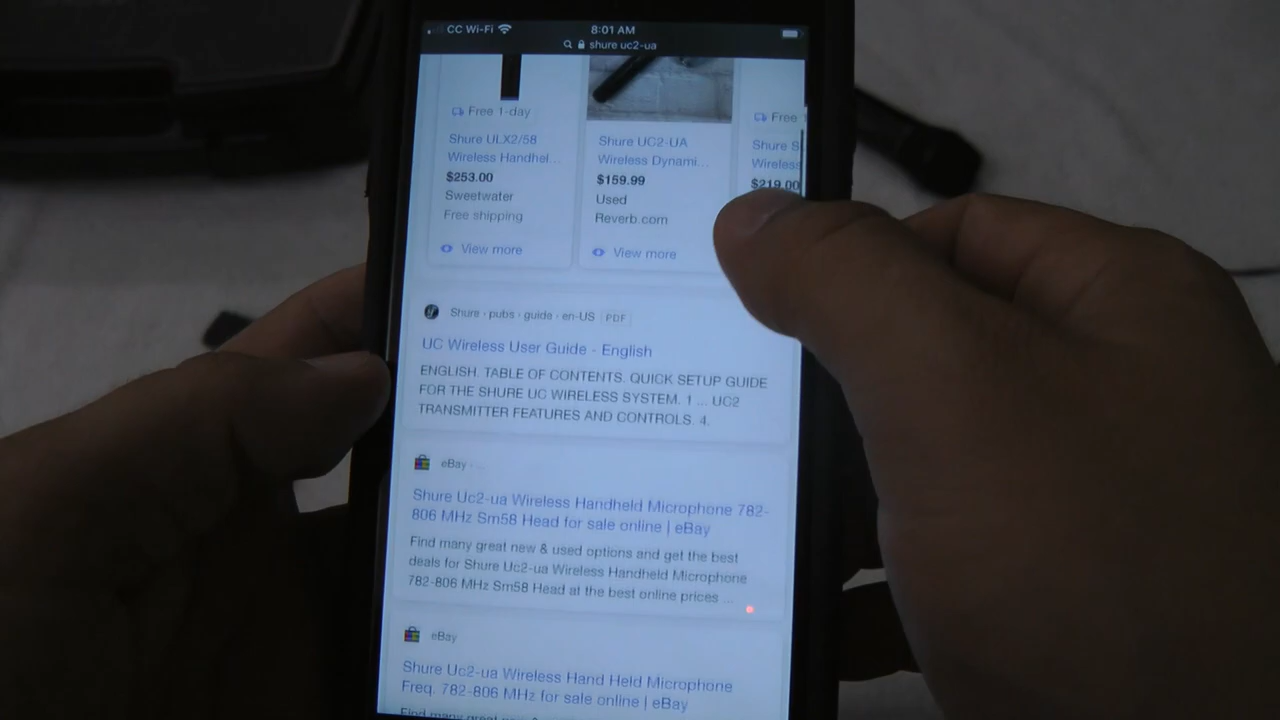 CC Wi-Fi 8:01 AM
shure uc2-ua
Free 1-day
Shure ULX2/58
Wireless Handhel...
$253.00
Sweetwater
Free shipping
View more
Shure UC2-UA
Wireless Dynami...
$159.99
Used
Reverb.com
View more
Free
Shure S
Wireless
$219.00
Shure · pubs · guide · en-US PDF
UC Wireless User Guide - English
ENGLISH. TABLE OF CONTENTS. QUICK SETUP GUIDE
FOR THE SHURE UC WIRELESS SYSTEM. 1 ... UC2
TRANSMITTER FEATURES AND CONTROLS. 4.
eBay
Shure Uc2-ua Wireless Handheld Microphone 782-
806 MHz Sm58 Head for sale online | eBay
Find many great new & used options and get the best
deals for Shure Uc2-ua Wireless Handheld Microphone
782-806 MHz Sm58 Head at the best online prices ...
eBay
Shure Uc2-ua Wireless Hand Held Microphone
Freq. 782-806 MHz for sale online | eBay
Find many great new &